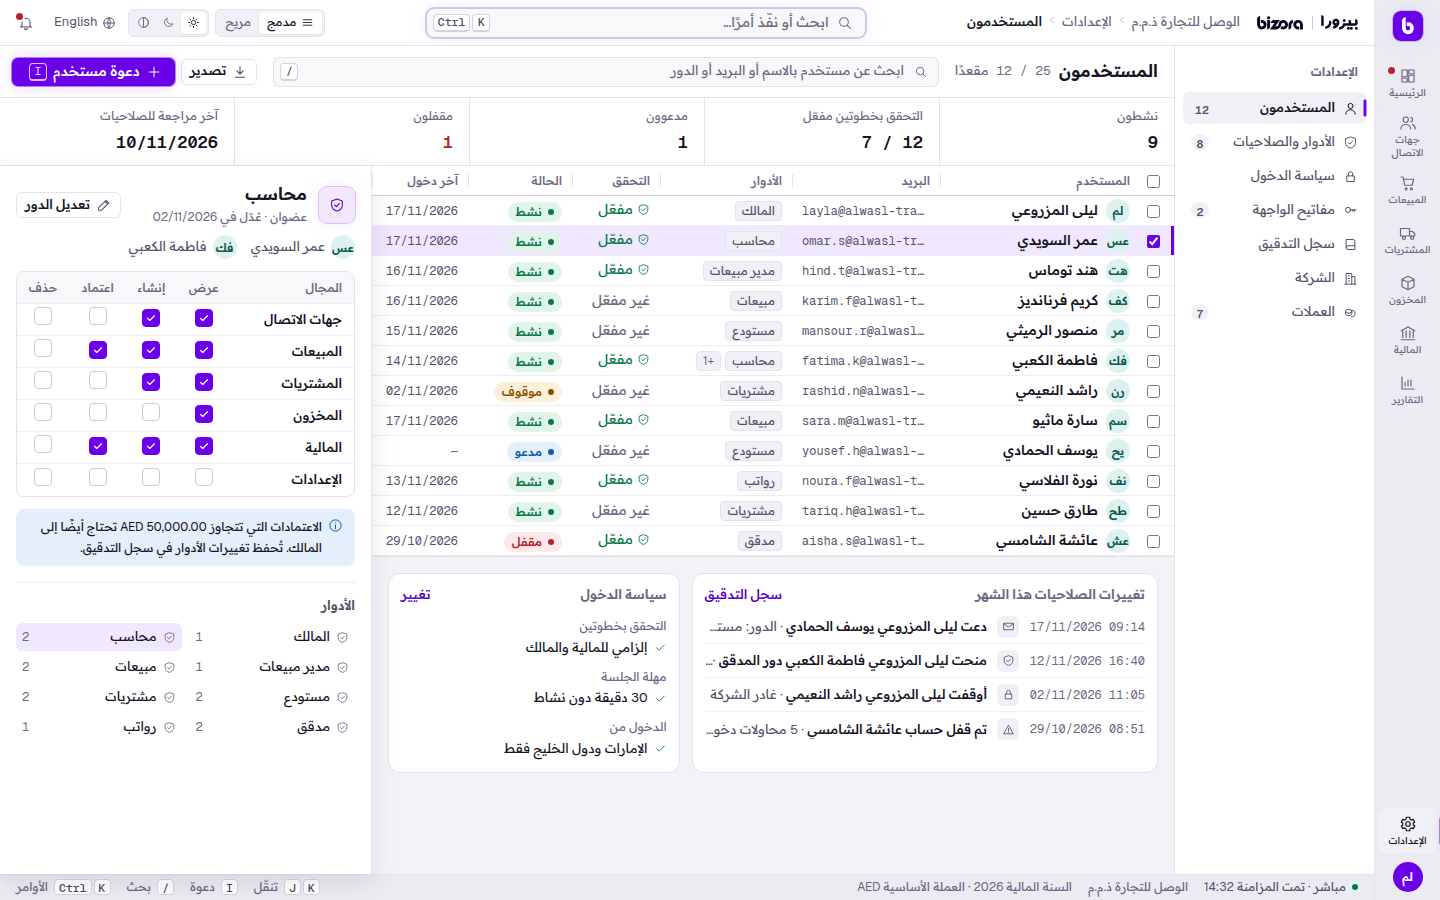 بيزورا | bizora
الوصل للتجارة ذ.م.م › الإعدادات › المستخدمون
ابحث أو نفّذ أمرًا...
Ctrl K
مدمج
مريح
English
الرئيسية
جهات الاتصال
المبيعات
المشتريات
المخزون
المالية
التقارير
الإعدادات
لم
الإعدادات
المستخدمون 12
الأدوار والصلاحيات 8
سياسة الدخول
مفاتيح الواجهة 2
سجل التدقيق
الشركة
العملات 7
المستخدمون
12 / 25 مقعدًا
ابحث عن مستخدم بالاسم أو البريد أو الدور
/
تصدير
دعوة مستخدم I
نشطون
9
التحقق بخطوتين مفعّل
7 / 12
مدعوون
1
مقفلون
1
آخر مراجعة للصلاحيات
10/11/2026
المستخدم البريد الأدوار التحقق الحالة آخر دخول
لم ليلى المزروعي layla@alwasl-tra… المالك مفعّل نشط 17/11/2026
عس عمر السويدي omar.s@alwasl-tr… محاسب مفعّل نشط 17/11/2026
هت هند توماس hind.t@alwasl-tr… مدير مبيعات مفعّل نشط 16/11/2026
كف كريم فرنانديز karim.f@alwasl-t… مبيعات غير مفعّل نشط 16/11/2026
مر منصور الرميثي mansour.r@alwasl… مستودع غير مفعّل نشط 15/11/2026
فك فاطمة الكعبي fatima.k@alwasl-… محاسب +1 مفعّل نشط 14/11/2026
رن راشد النعيمي rashid.n@alwasl-… مشتريات غير مفعّل موقوف 02/11/2026
سم سارة ماثيو sara.m@alwasl-tr… مبيعات مفعّل نشط 17/11/2026
يح يوسف الحمادي yousef.h@alwasl-… مستودع غير مفعّل مدعو –
نف نورة الفلاسي noura.f@alwasl-t… رواتب مفعّل نشط 13/11/2026
طح طارق حسين tariq.h@alwasl-t… مشتريات غير مفعّل نشط 12/11/2026
عش عائشة الشامسي aisha.s@alwasl-t… مدقق مفعّل مقفل 29/10/2026
تغييرات الصلاحيات هذا الشهر
سجل التدقيق
17/11/2026 09:14 دعت ليلى المزروعي يوسف الحمادي · الدور: مست…
12/11/2026 16:40 منحت ليلى المزروعي فاطمة الكعبي دور المدقق ·…
02/11/2026 11:05 أوقفت ليلى المزروعي راشد النعيمي · غادر الشركة
29/10/2026 08:51 تم قفل حساب عائشة الشامسي · 5 محاولات دخو…
سياسة الدخول
تغيير
التحقق بخطوتين
إلزامي للمالية والمالك
مهلة الجلسة
30 دقيقة دون نشاط
الدخول من
الإمارات ودول الخليج فقط
محاسب
عضوان · عُدّل في 02/11/2026
تعديل الدور
عس عمر السويدي
فك فاطمة الكعبي
المجال عرض إنشاء اعتماد حذف
جهات الاتصال
المبيعات
المشتريات
المخزون
المالية
الإعدادات
الاعتمادات التي تتجاوز AED 50,000.00 تحتاج أيضًا إلى
المالك. تُحفظ تغييرات الأدوار في سجل التدقيق.
الأدوار
المالك 1
محاسب 2
مدير مبيعات 1
مبيعات 2
مستودع 2
مشتريات 2
مدقق 2
رواتب 1
مباشر · تمت المزامنة 14:32
الوصل للتجارة ذ.م.م
السنة المالية 2026 · العملة الأساسية AED
J K تنقّل
I دعوة
/ بحث
Ctrl K الأوامر